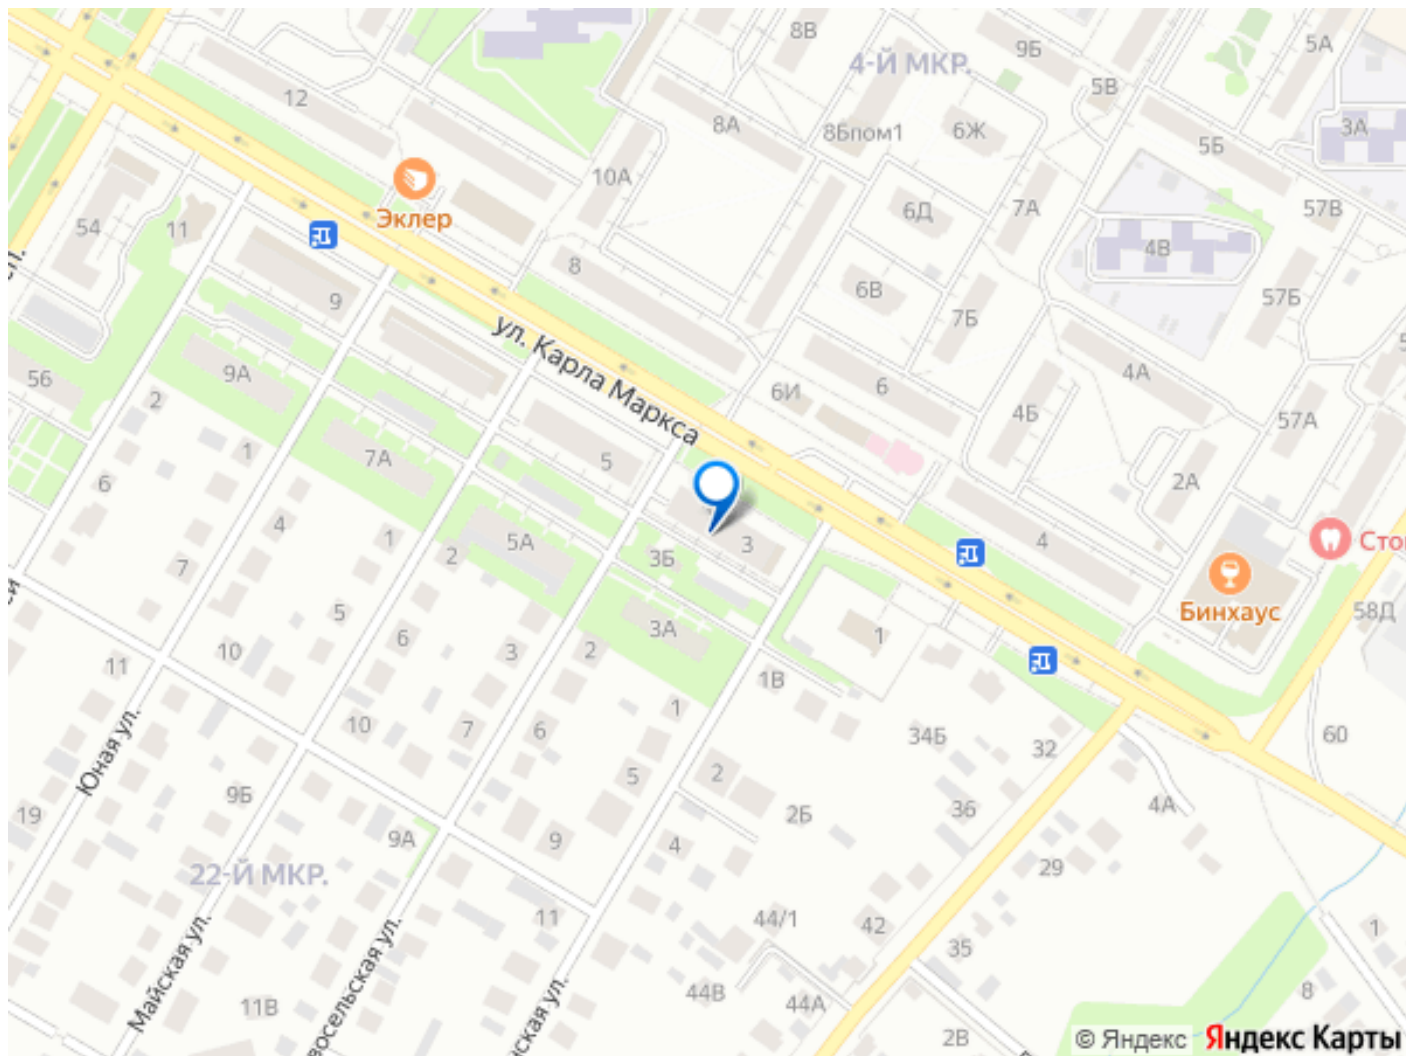 8В
4-Й МКР.
9Б
5А
5В
12
8А
8Бпом1
6Ж
5Б
3А
10А
Эклер
6Д
7А
57В
54
11
4В
8
9
6В
7Б
57Б
ул. Карла Маркса
56
9А
2
6И
6
4А
4Б
57А
1
7А
5
2А
6
4
1
5А
2
3
3Б
4
Бинхаус
58Д
7
5
6
3
2
3А
1
11
10
1В
Юная ул.
10
7
6
1
34Б
32
60
5
2
19
9Б
9А
9
2Б
36
4А
4
29
22-Й МКР.
Майская ул.
11
44/1
42
35
1
11В
44В
44А
8
2В
© Яндекс
Яндекс Карты